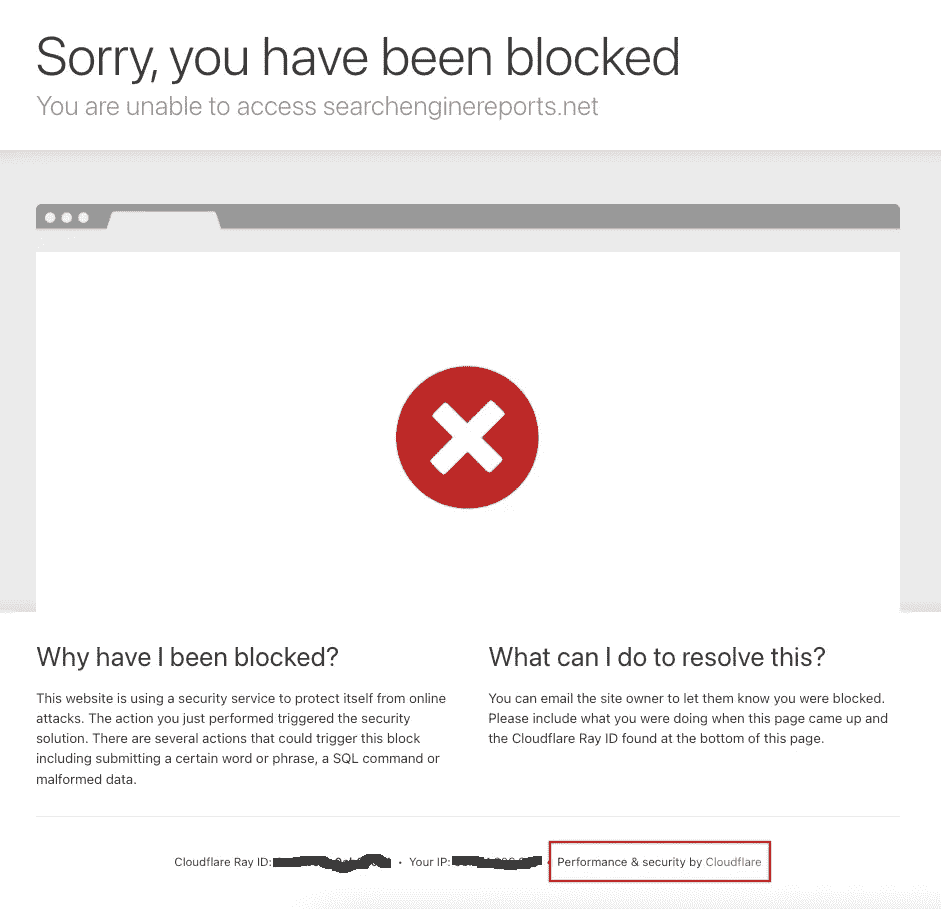 Sorry, you have been blocked
You are unable to access searchenginereports.net
Why have I been blocked?
This website is using a security service to protect itself from online
attacks. The action you just performed triggered the security
solution. There are several actions that could trigger this block
including submitting a certain word or phrase, a SQL command or
malformed data.
What can I do to resolve this?
You can email the site owner to let them know you were blocked.
Please include what you were doing when this page came up and
the Cloudflare Ray ID found at the bottom of this page.
Cloudflare Ray ID: • Your IP: • Performance & security by Cloudflare